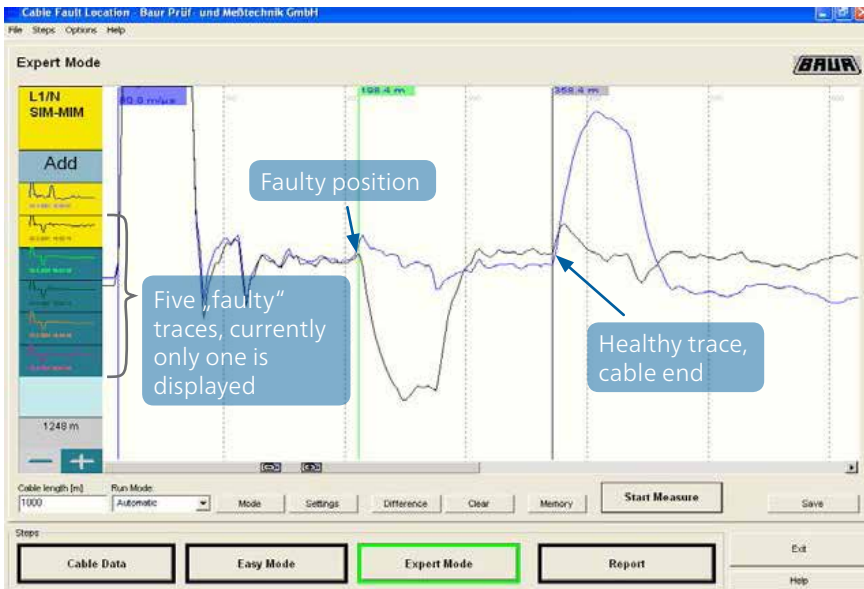 Cable Fault Location - Baur Prüf- und Meßtechnik GmbH
File Steps Options Help
Expert Mode
BAUR
L1/N
SIM-MIM
80.0 m/µs
198.4 m
358.4 m
Add
Faulty position
Five „faulty“
traces, currently
only one is
displayed
Healthy trace,
cable end
1248 m
Cable length [m]
Run Mode:
1000
Automatic
Mode
Settings
Difference
Clear
Memory
Start Measure
Save
Steps
Cable Data
Easy Mode
Expert Mode
Report
Exit
Help